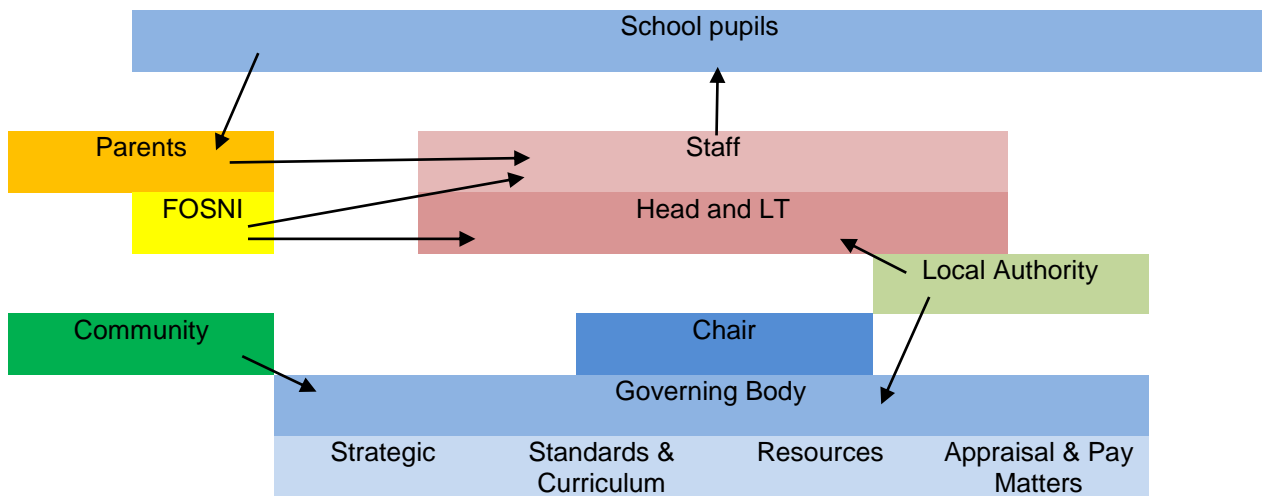 School pupils
Parents
Staff
FOSNI
Head and LT
Local Authority
Community
Chair
Governing Body
Strategic
Standards &
Curriculum
Resources
Appraisal & Pay
Matters